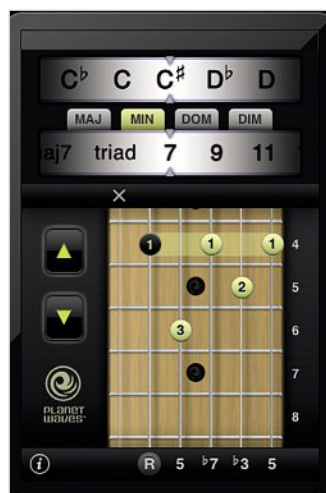 C♭ C C♯ D♭ D
MAJ MIN DOM DIM
aj7 triad 7 9 11
×
1 1 1 4
2 5
3 6
7
PLANET
WAVES
8
i R 5 ♭7 ♭3 5